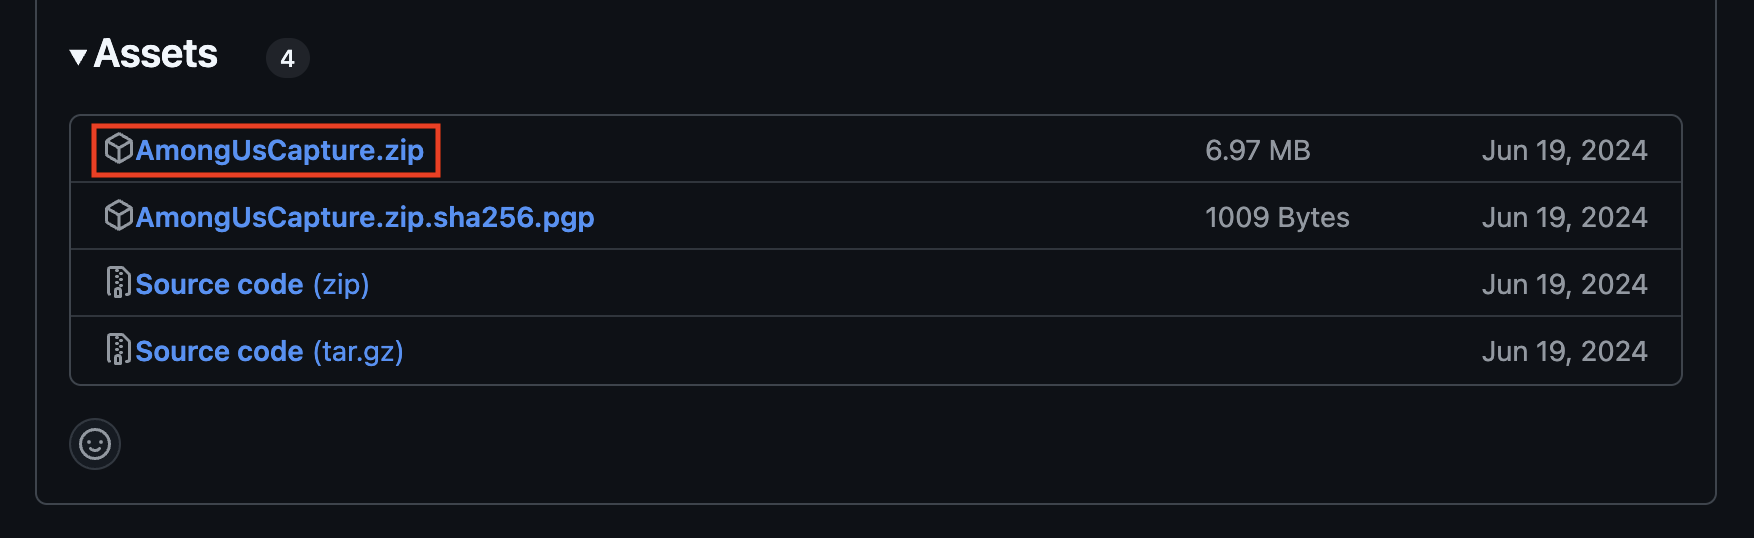 Assets 4
AmongUsCapture.zip 6.97 MB Jun 19, 2024
AmongUsCapture.zip.sha256.pgp 1009 Bytes Jun 19, 2024
Source code (zip) Jun 19, 2024
Source code (tar.gz) Jun 19, 2024